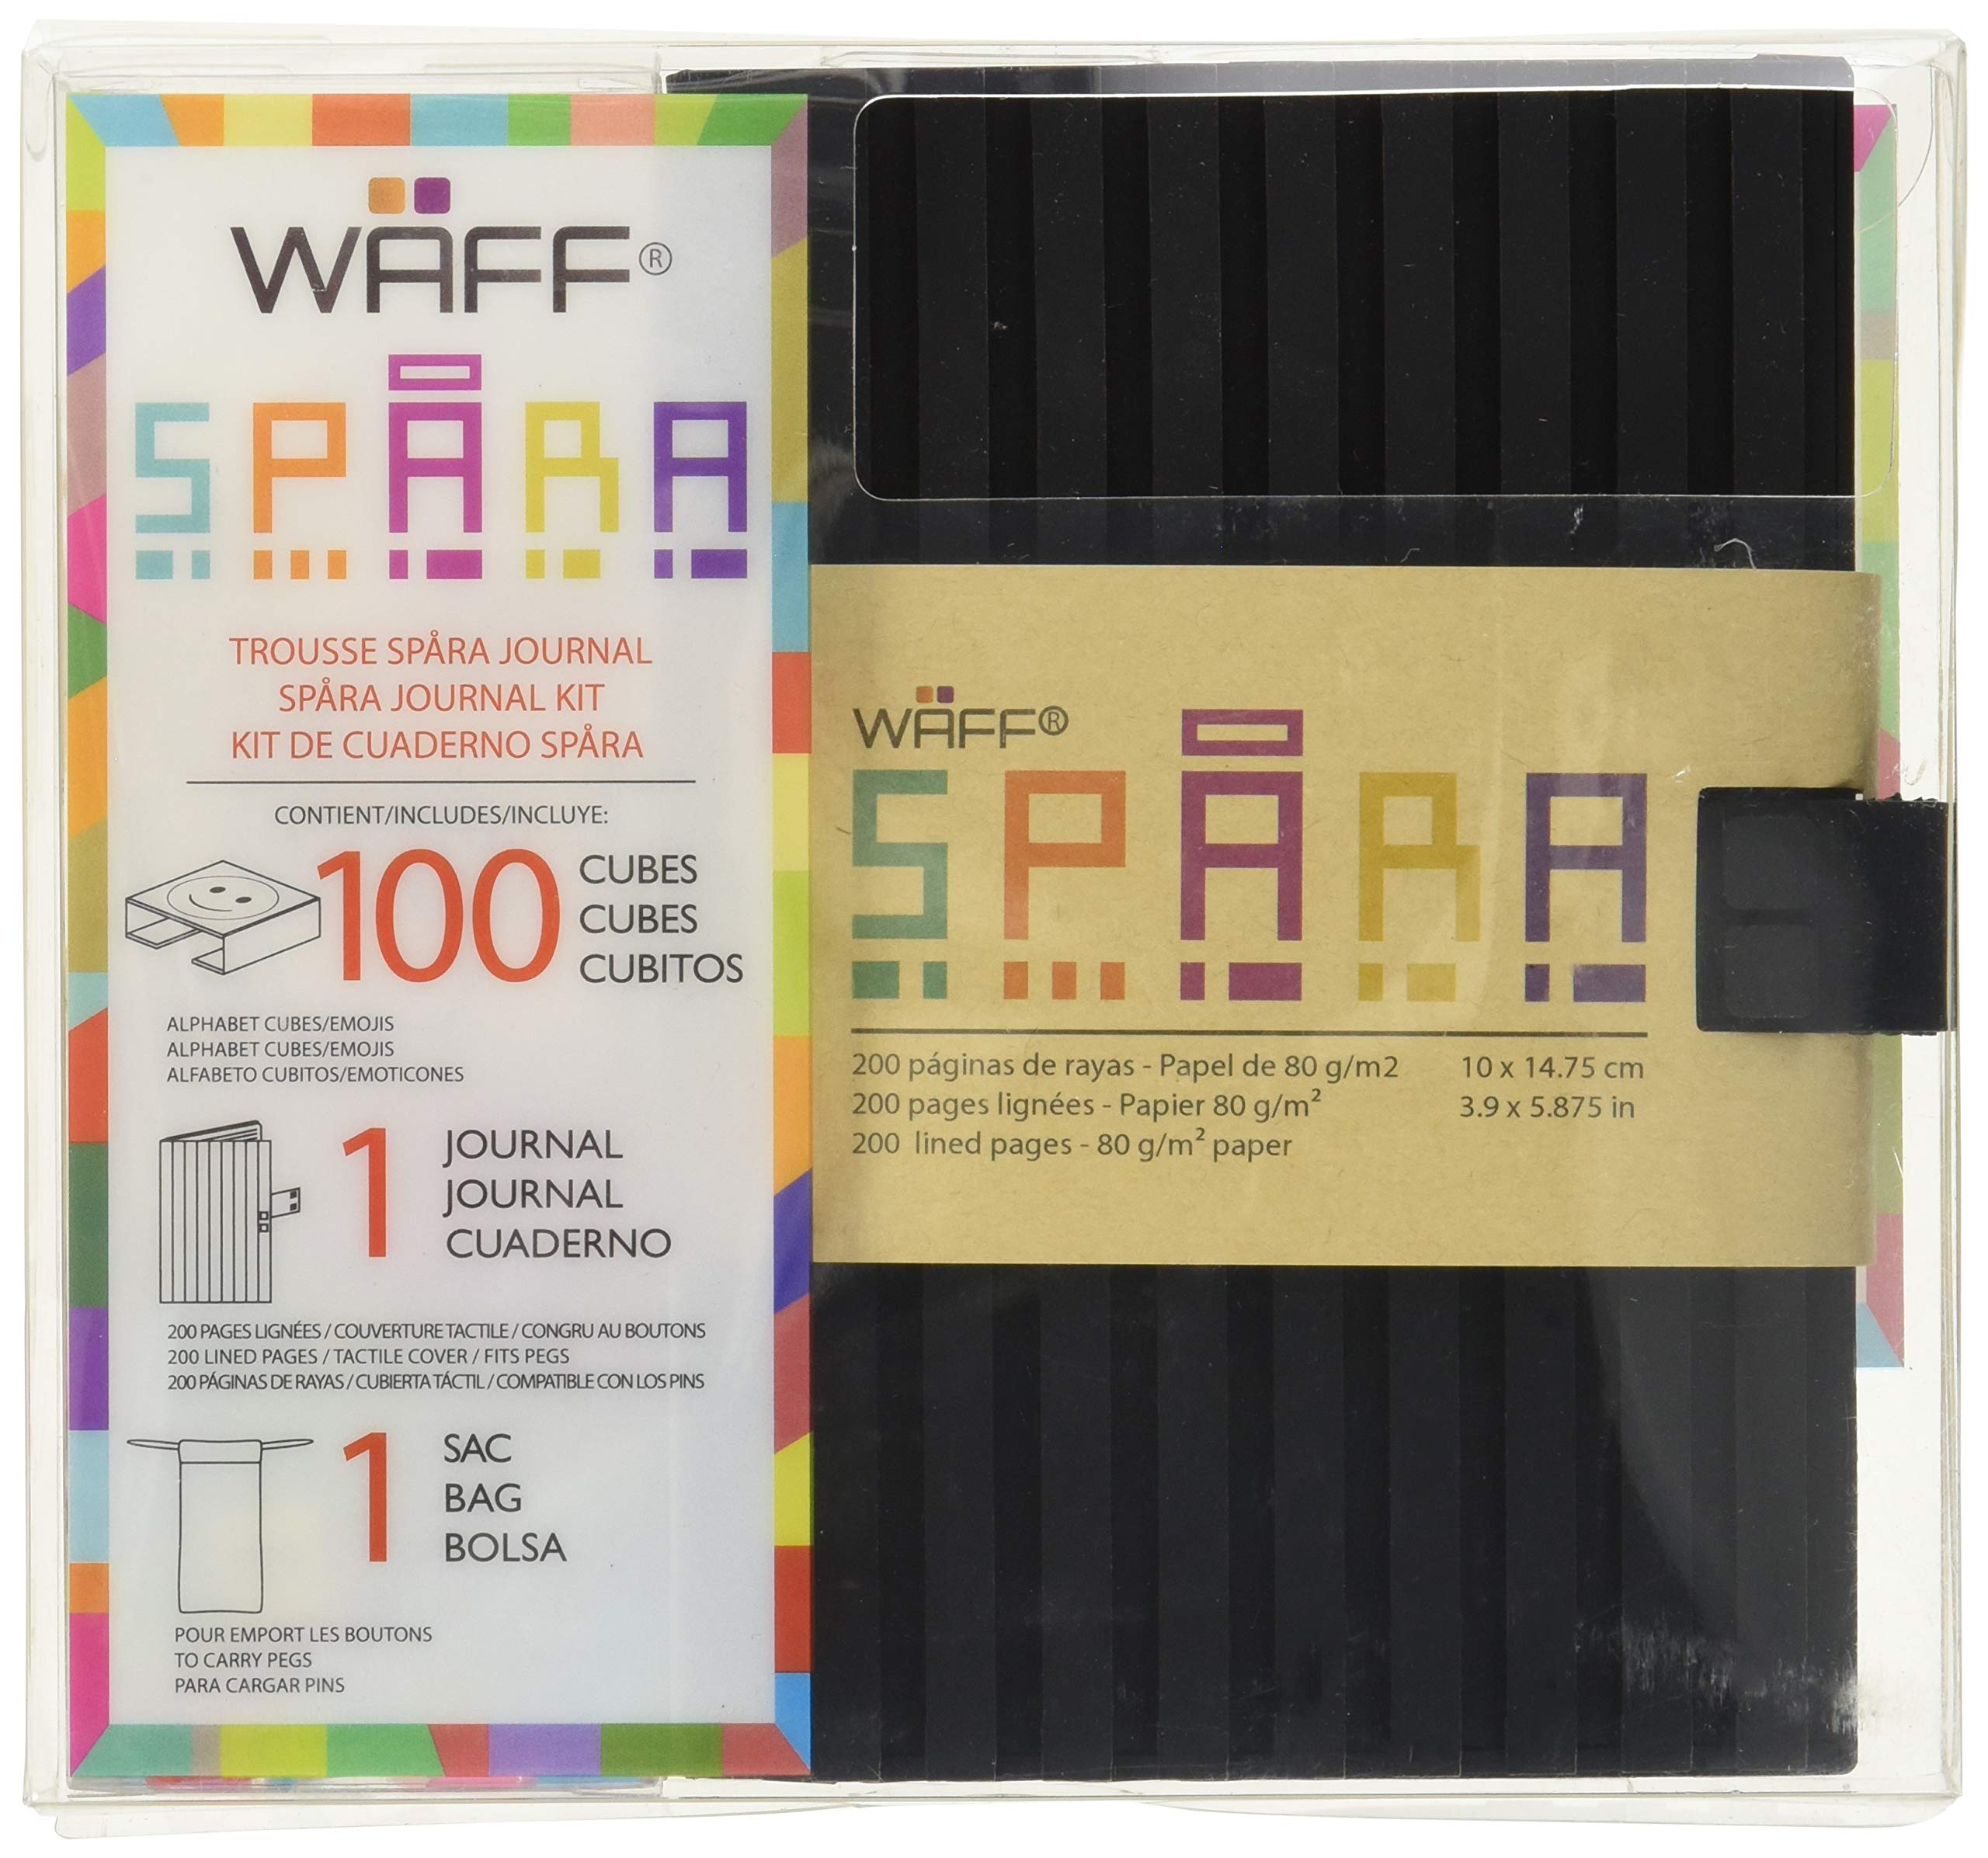 WÄFF®
SPÅRA
TROUSSE SPÅRA JOURNAL
SPÅRA JOURNAL KIT
KIT DE CUADERNO SPÅRA
CONTIENT/INCLUDES/INCLUYE:
100 CUBES
CUBES
CUBITOS
ALPHABET CUBES/EMOJIS
ALPHABET CUBES/EMOJIS
ALFABETO CUBITOS/EMOTICONES
1 JOURNAL
JOURNAL
CUADERNO
200 PAGES LIGNÉES / COUVERTURE TACTILE / CONGRU AU BOUTONS
200 LINED PAGES / TACTILE COVER / FITS PEGS
200 PÁGINAS DE RAYAS / CUBIERTA TÁCTIL / COMPATIBLE CON LOS PINS
1 SAC
BAG
BOLSA
POUR EMPORT LES BOUTONS
TO CARRY PEGS
PARA CARGAR PINS
WÄFF®
SPÅRA
200 páginas de rayas - Papel de 80 g/m2 10 x 14.75 cm
200 pages lignées - Papier 80 g/m² 3.9 x 5.875 in
200 lined pages - 80 g/m² paper